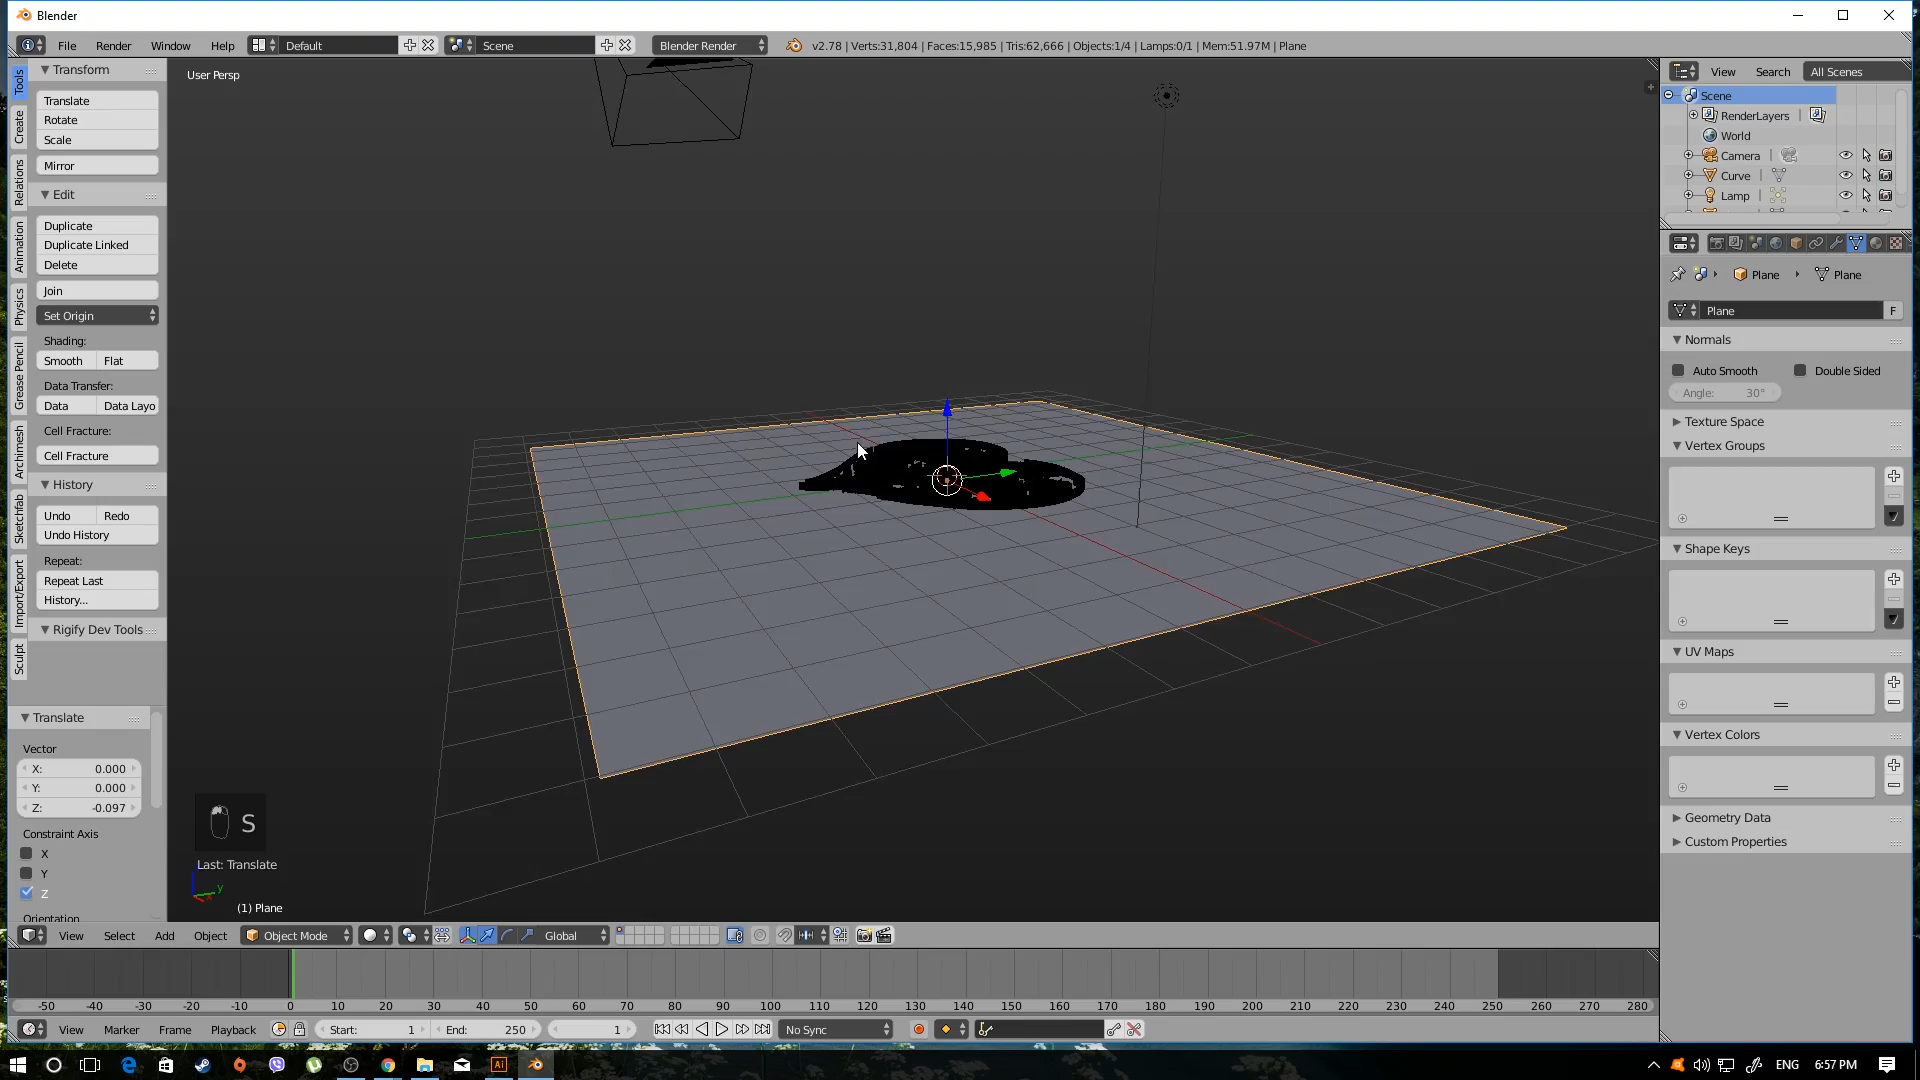 Blender
File Render Window Help Default Scene Blender Render v2.78 | Verts:31,804 | Faces:15,985 | Tris:62,666 | Objects:1/4 | Lamps:0/1 | Mem:51.97M | Plane
Tools
Create
Relations
Animation
Physics
Grease Pencil
Archimesh
Sketchfab
Import/Export
Sculpt
Transform
Translate
Rotate
Scale
Mirror
Edit
Duplicate
Duplicate Linked
Delete
Join
Set Origin
Shading:
Smooth Flat
Data Transfer:
Data Data Layo
Cell Fracture:
Cell Fracture
History
Undo Redo
Undo History
Repeat:
Repeat Last
History...
Rigify Dev Tools
Translate
Vector
X: 0.000
Y: 0.000
Z: -0.097
Constraint Axis
X
Y
Z
Orientation
User Persp
S
Last: Translate
y
(1) Plane
View Search All Scenes
Scene
RenderLayers
World
Camera
Curve
Lamp
Plane Plane
Plane F
Normals
Auto Smooth Double Sided
Angle: 30°
Texture Space
Vertex Groups
Shape Keys
UV Maps
Vertex Colors
Geometry Data
Custom Properties
View Select Add Object Object Mode Global
-50 -40 -30 -20 -10 0 10 20 30 40 50 60 70 80 90 100 110 120 130 140 150 160 170 180 190 200 210 220 230 240 250 260 270 280
View Marker Frame Playback Start: 1 End: 250 1 No Sync
Ai ENG 6:57 PM